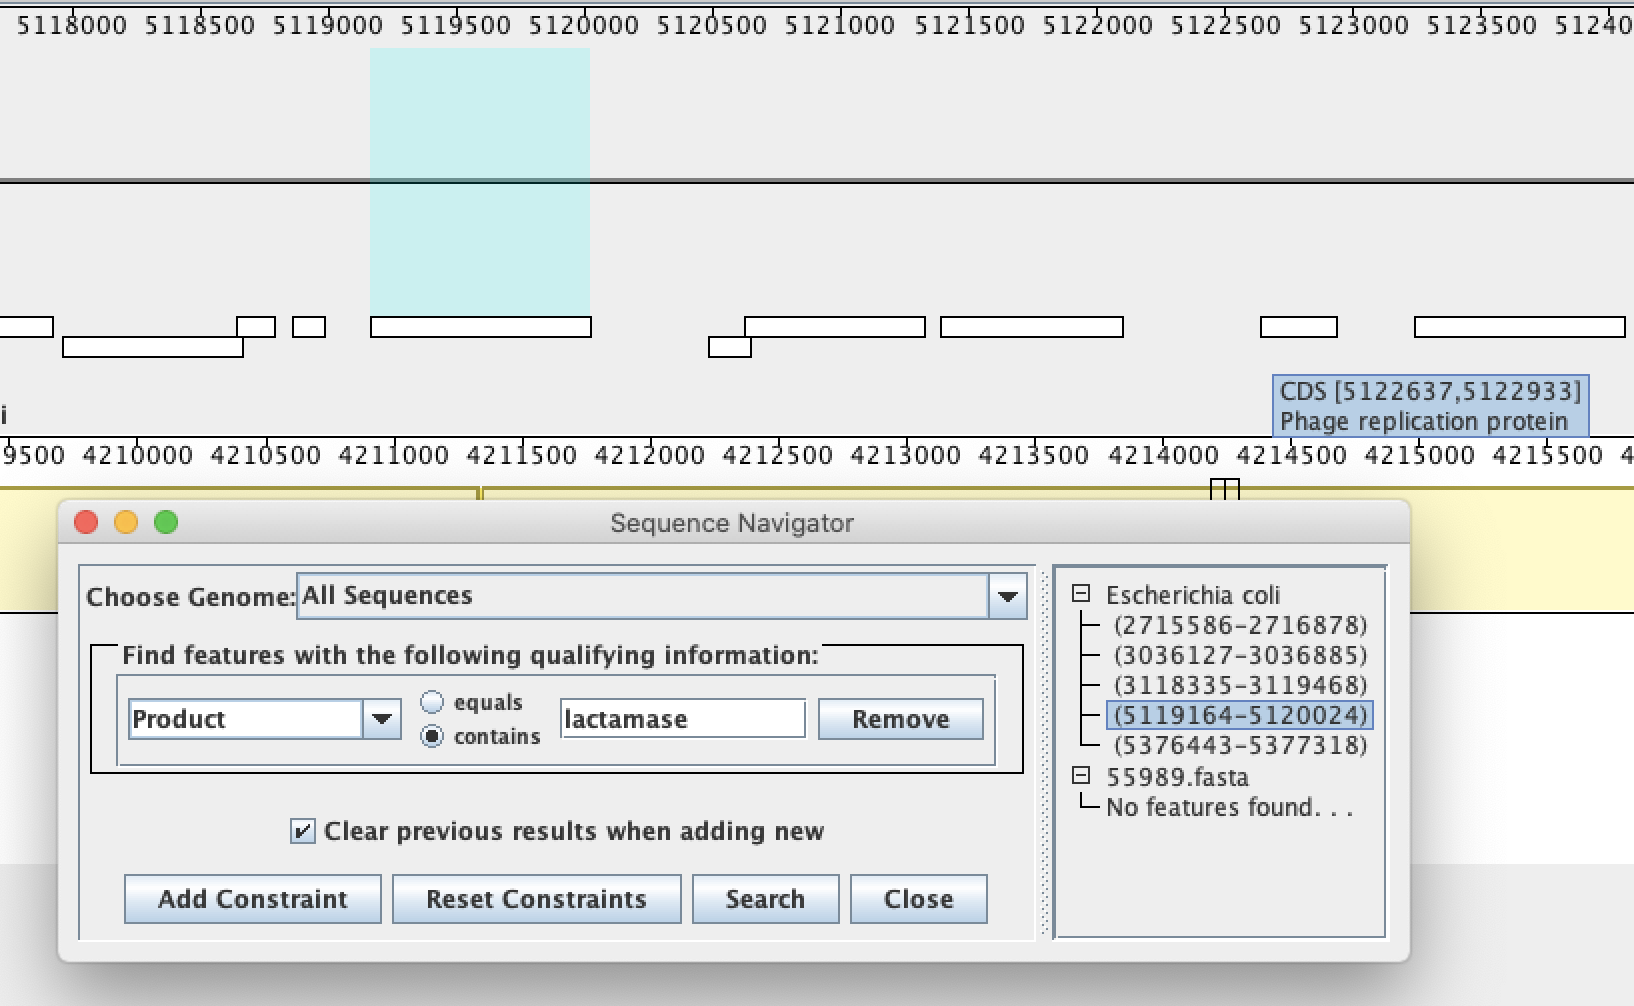 5118000 5118500 5119000 5119500 5120000 5120500 5121000 5121500 5122000 5122500 5123000 5123500 51240
CDS [5122637,5122933]
Phage replication protein
i
9500 4210000 4210500 4211000 4211500 4212000 4212500 4213000 4213500 4214000 4214500 4215000 4215500 4
Sequence Navigator
Choose Genome: All Sequences
Find features with the following qualifying information:
Product
equals
contains
lactamase
Remove
Clear previous results when adding new
Add Constraint
Reset Constraints
Search
Close
Escherichia coli
(2715586-2716878)
(3036127-3036885)
(3118335-3119468)
(5119164-5120024)
(5376443-5377318)
55989.fasta
No features found. . .